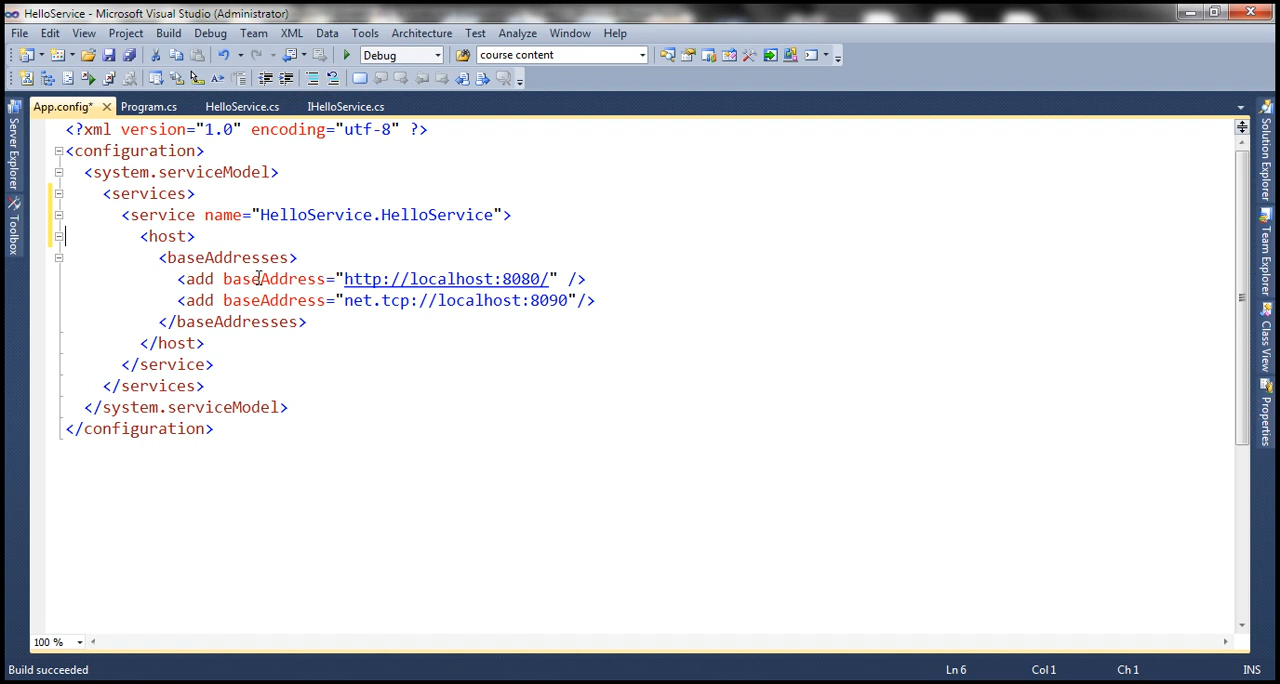 HelloService - Microsoft Visual Studio (Administrator)
File Edit View Project Build Debug Team XML Data Tools Architecture Test Analyze Window Help
Debug course content
App.config* Program.cs HelloService.cs IHelloService.cs
<?xml version="1.0" encoding="utf-8" ?>
<configuration>
<system.serviceModel>
<services>
<service name="HelloService.HelloService">
<host>
<baseAddresses>
<add baseAddress="http://localhost:8080/" />
<add baseAddress="net.tcp://localhost:8090"/>
</baseAddresses>
</host>
</service>
</services>
</system.serviceModel>
</configuration>
Server Explorer
Toolbox
Solution Explorer
Team Explorer
Class View
Properties
100 %
Build succeeded Ln 6 Col 1 Ch 1 INS